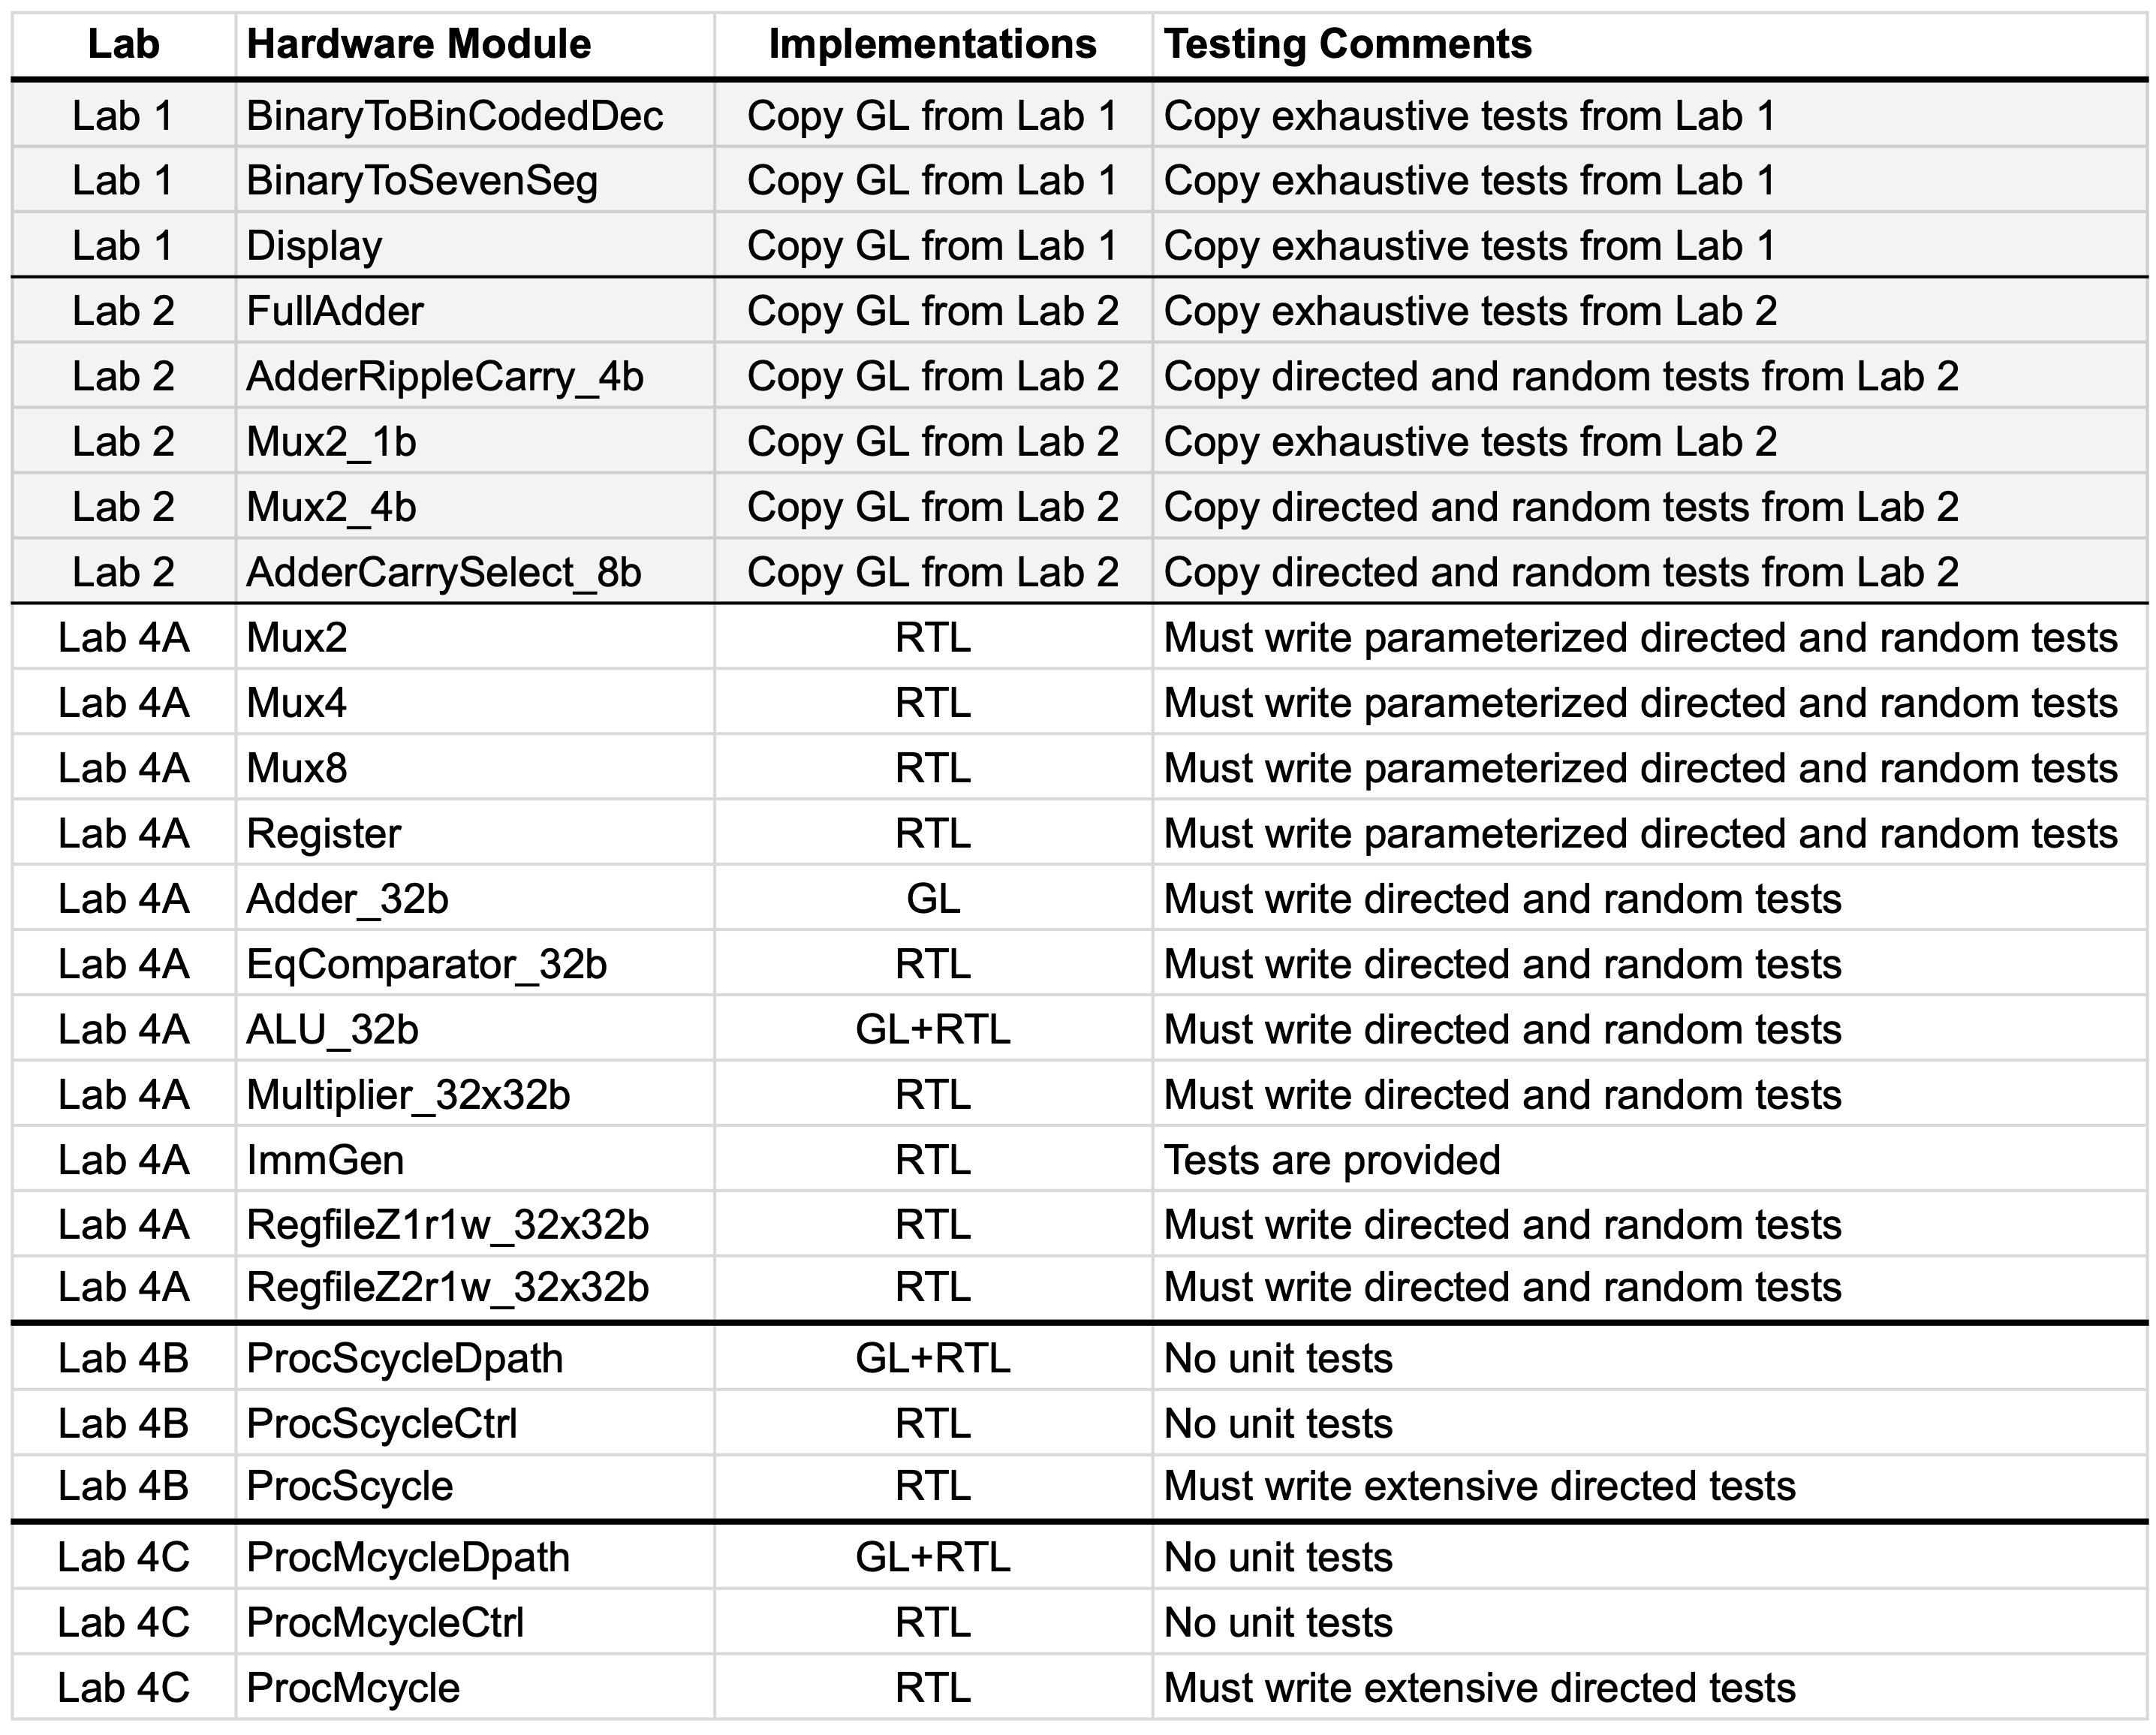 Lab Hardware Module Implementations Testing Comments
Lab 1 BinaryToBinCodedDec Copy GL from Lab 1 Copy exhaustive tests from Lab 1
Lab 1 BinaryToSevenSeg Copy GL from Lab 1 Copy exhaustive tests from Lab 1
Lab 1 Display Copy GL from Lab 1 Copy exhaustive tests from Lab 1
Lab 2 FullAdder Copy GL from Lab 2 Copy exhaustive tests from Lab 2
Lab 2 AdderRippleCarry_4b Copy GL from Lab 2 Copy directed and random tests from Lab 2
Lab 2 Mux2_1b Copy GL from Lab 2 Copy exhaustive tests from Lab 2
Lab 2 Mux2_4b Copy GL from Lab 2 Copy directed and random tests from Lab 2
Lab 2 AdderCarrySelect_8b Copy GL from Lab 2 Copy directed and random tests from Lab 2
Lab 4A Mux2 RTL Must write parameterized directed and random tests
Lab 4A Mux4 RTL Must write parameterized directed and random tests
Lab 4A Mux8 RTL Must write parameterized directed and random tests
Lab 4A Register RTL Must write parameterized directed and random tests
Lab 4A Adder_32b GL Must write directed and random tests
Lab 4A EqComparator_32b RTL Must write directed and random tests
Lab 4A ALU_32b GL+RTL Must write directed and random tests
Lab 4A Multiplier_32x32b RTL Must write directed and random tests
Lab 4A ImmGen RTL Tests are provided
Lab 4A RegfileZ1r1w_32x32b RTL Must write directed and random tests
Lab 4A RegfileZ2r1w_32x32b RTL Must write directed and random tests
Lab 4B ProcScycleDpath GL+RTL No unit tests
Lab 4B ProcScycleCtrl RTL No unit tests
Lab 4B ProcScycle RTL Must write extensive directed tests
Lab 4C ProcMcycleDpath GL+RTL No unit tests
Lab 4C ProcMcycleCtrl RTL No unit tests
Lab 4C ProcMcycle RTL Must write extensive directed tests